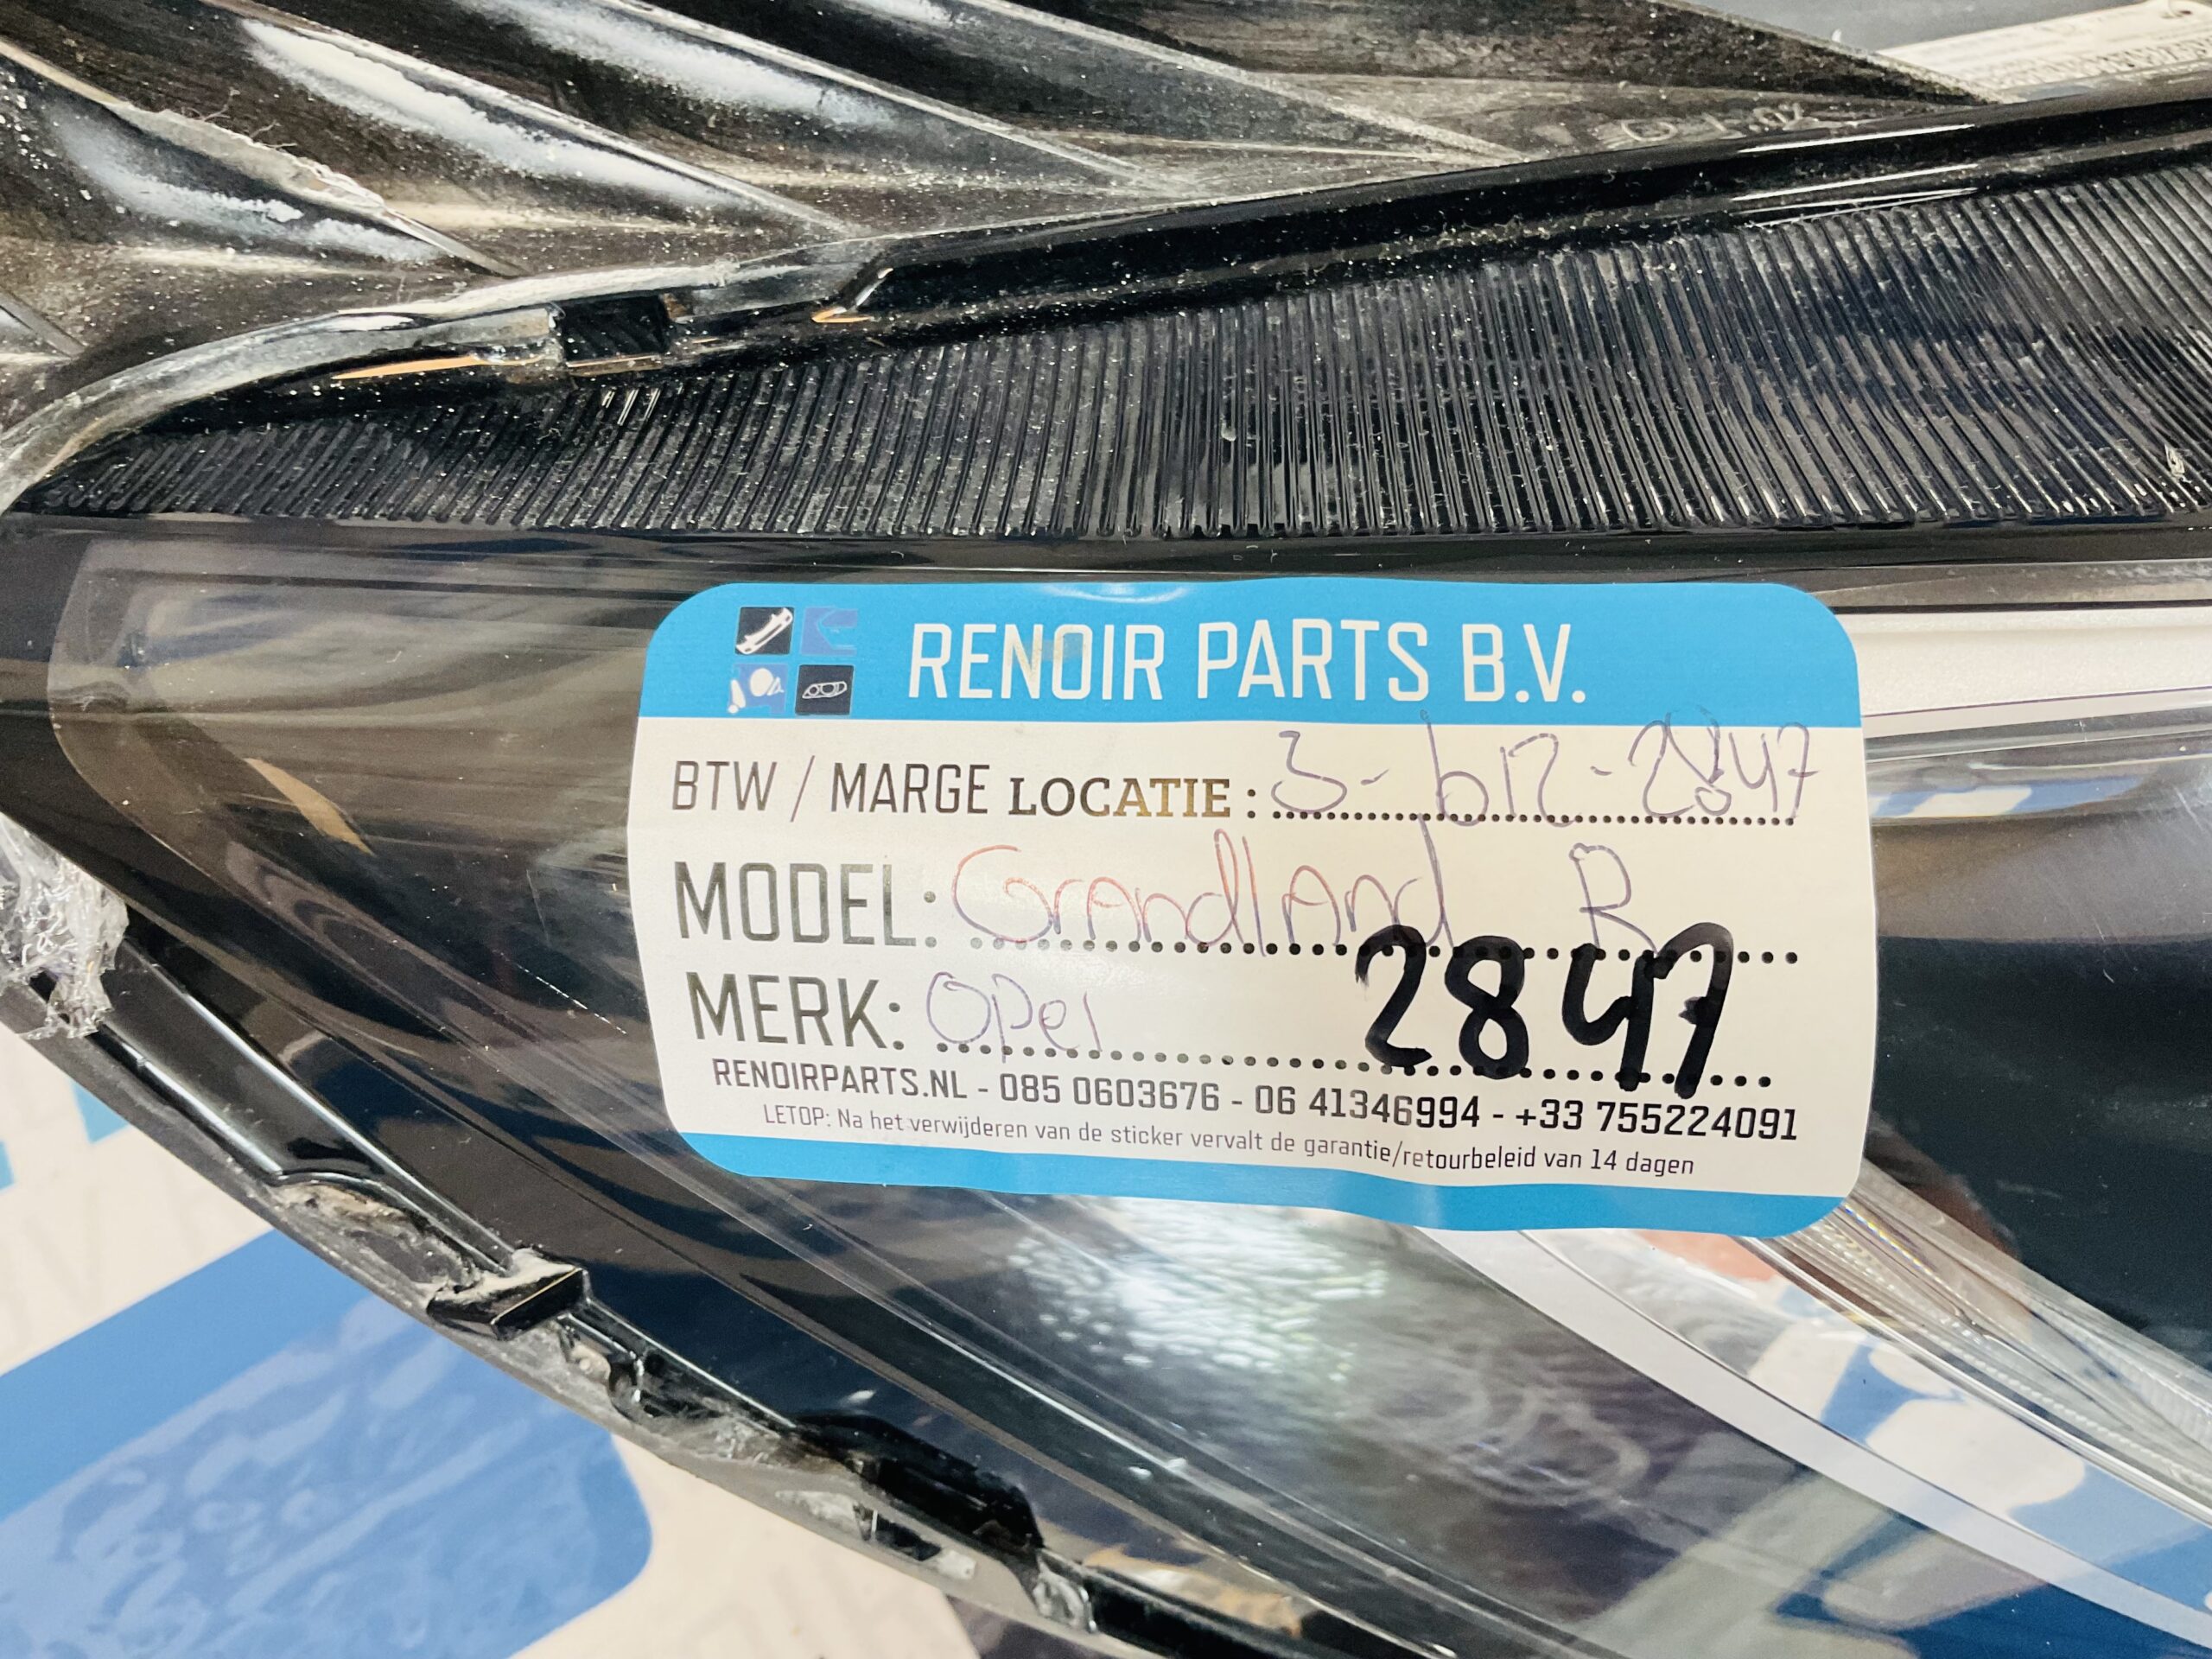 RENOIR PARTS B.V.
BTW / MARGE LOCATIE : 3-b12-2847
MODEL: Grandland R
MERK: Opel 2847
RENOIRPARTS.NL - 085 0603676 - 06 41346994 - +33 755224091
LETOP: Na het verwijderen van de sticker vervalt de garantie/retourbeleid van 14 dagen